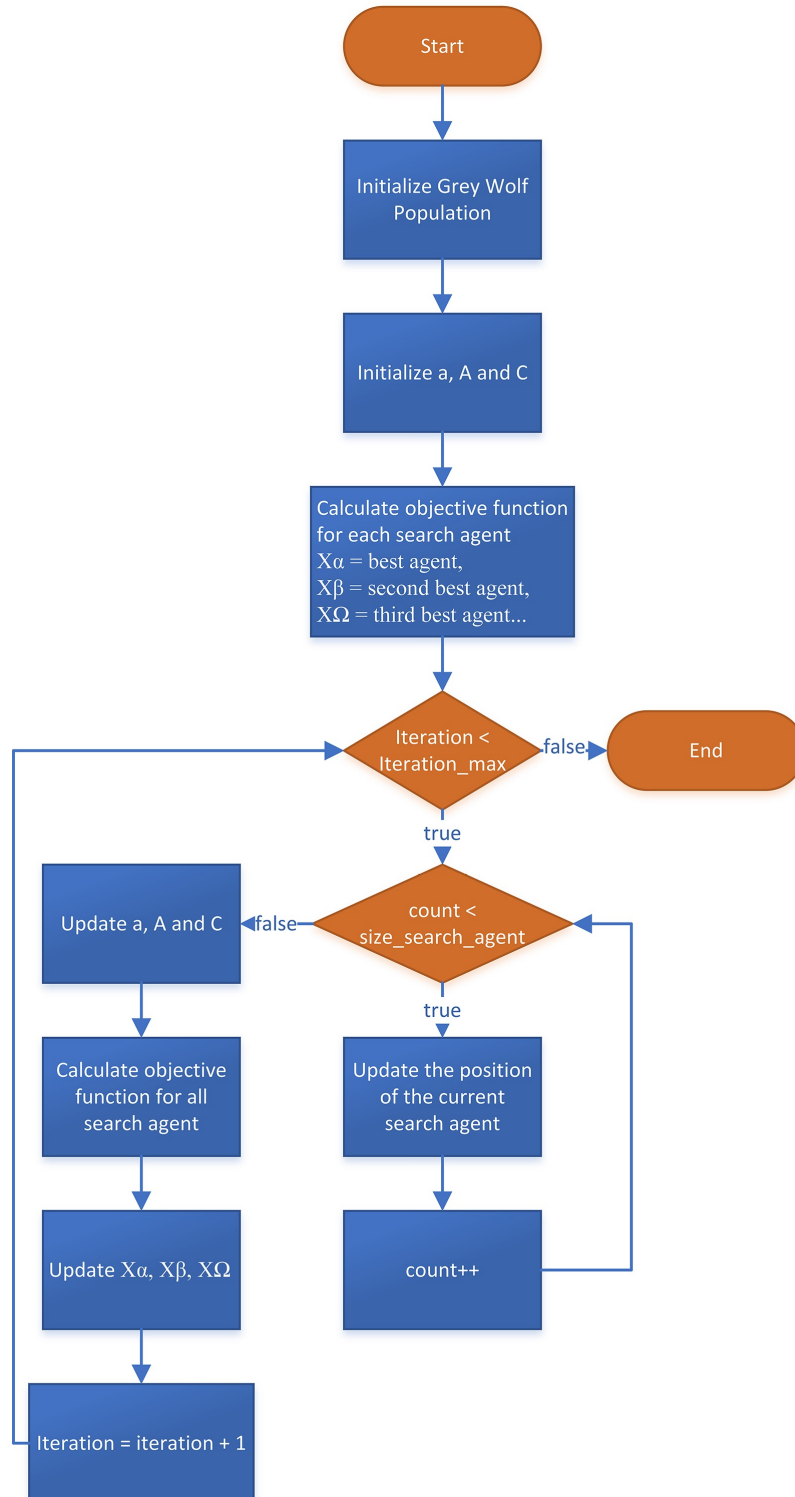 Start
Initialize Grey Wolf
Population
Initialize a, A and C
Calculate objective function
for each search agent
Xα = best agent,
Xβ = second best agent,
XΩ = third best agent...
Iteration <
Iteration_max
false
End
true
count <
size_search_agent
false
Update a, A and C
true
Calculate objective
function for all
search agent
Update the position
of the current
search agent
Update Xα, Xβ, XΩ
count++
Iteration = iteration + 1